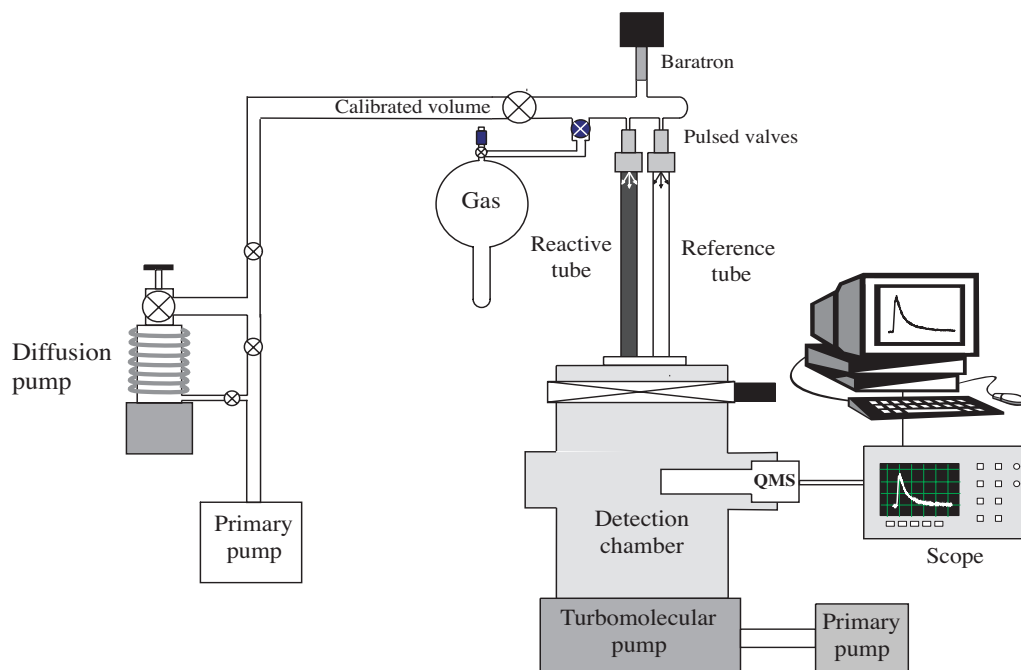 Baratron
Calibrated volume
Pulsed valves
Gas
Reactive
tube
Reference
tube
Diffusion
pump
QMS
Primary
pump
Detection
chamber
Scope
Turbomolecular
pump
Primary
pump